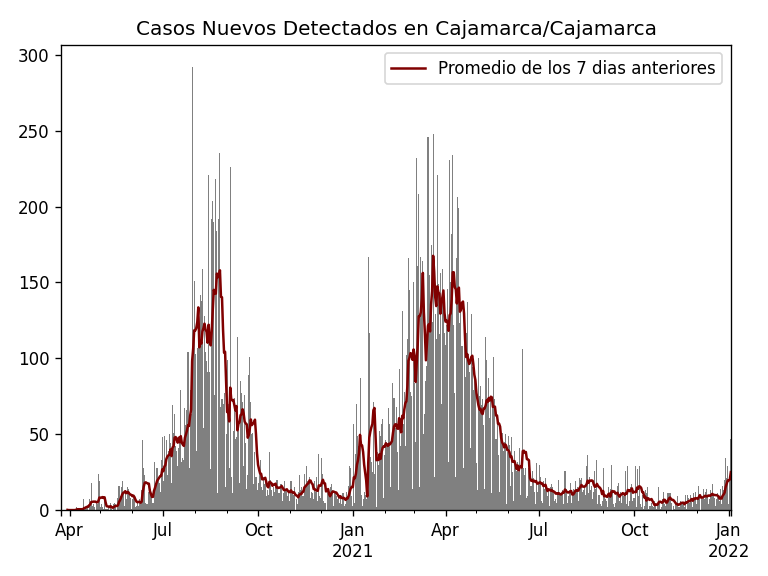 Casos Nuevos Detectados en Cajamarca/Cajamarca
Promedio de los 7 dias anteriores
300
250
200
150
100
50
0
Apr
Jul
Oct
Jan
2021
Apr
Jul
Oct
Jan
2022